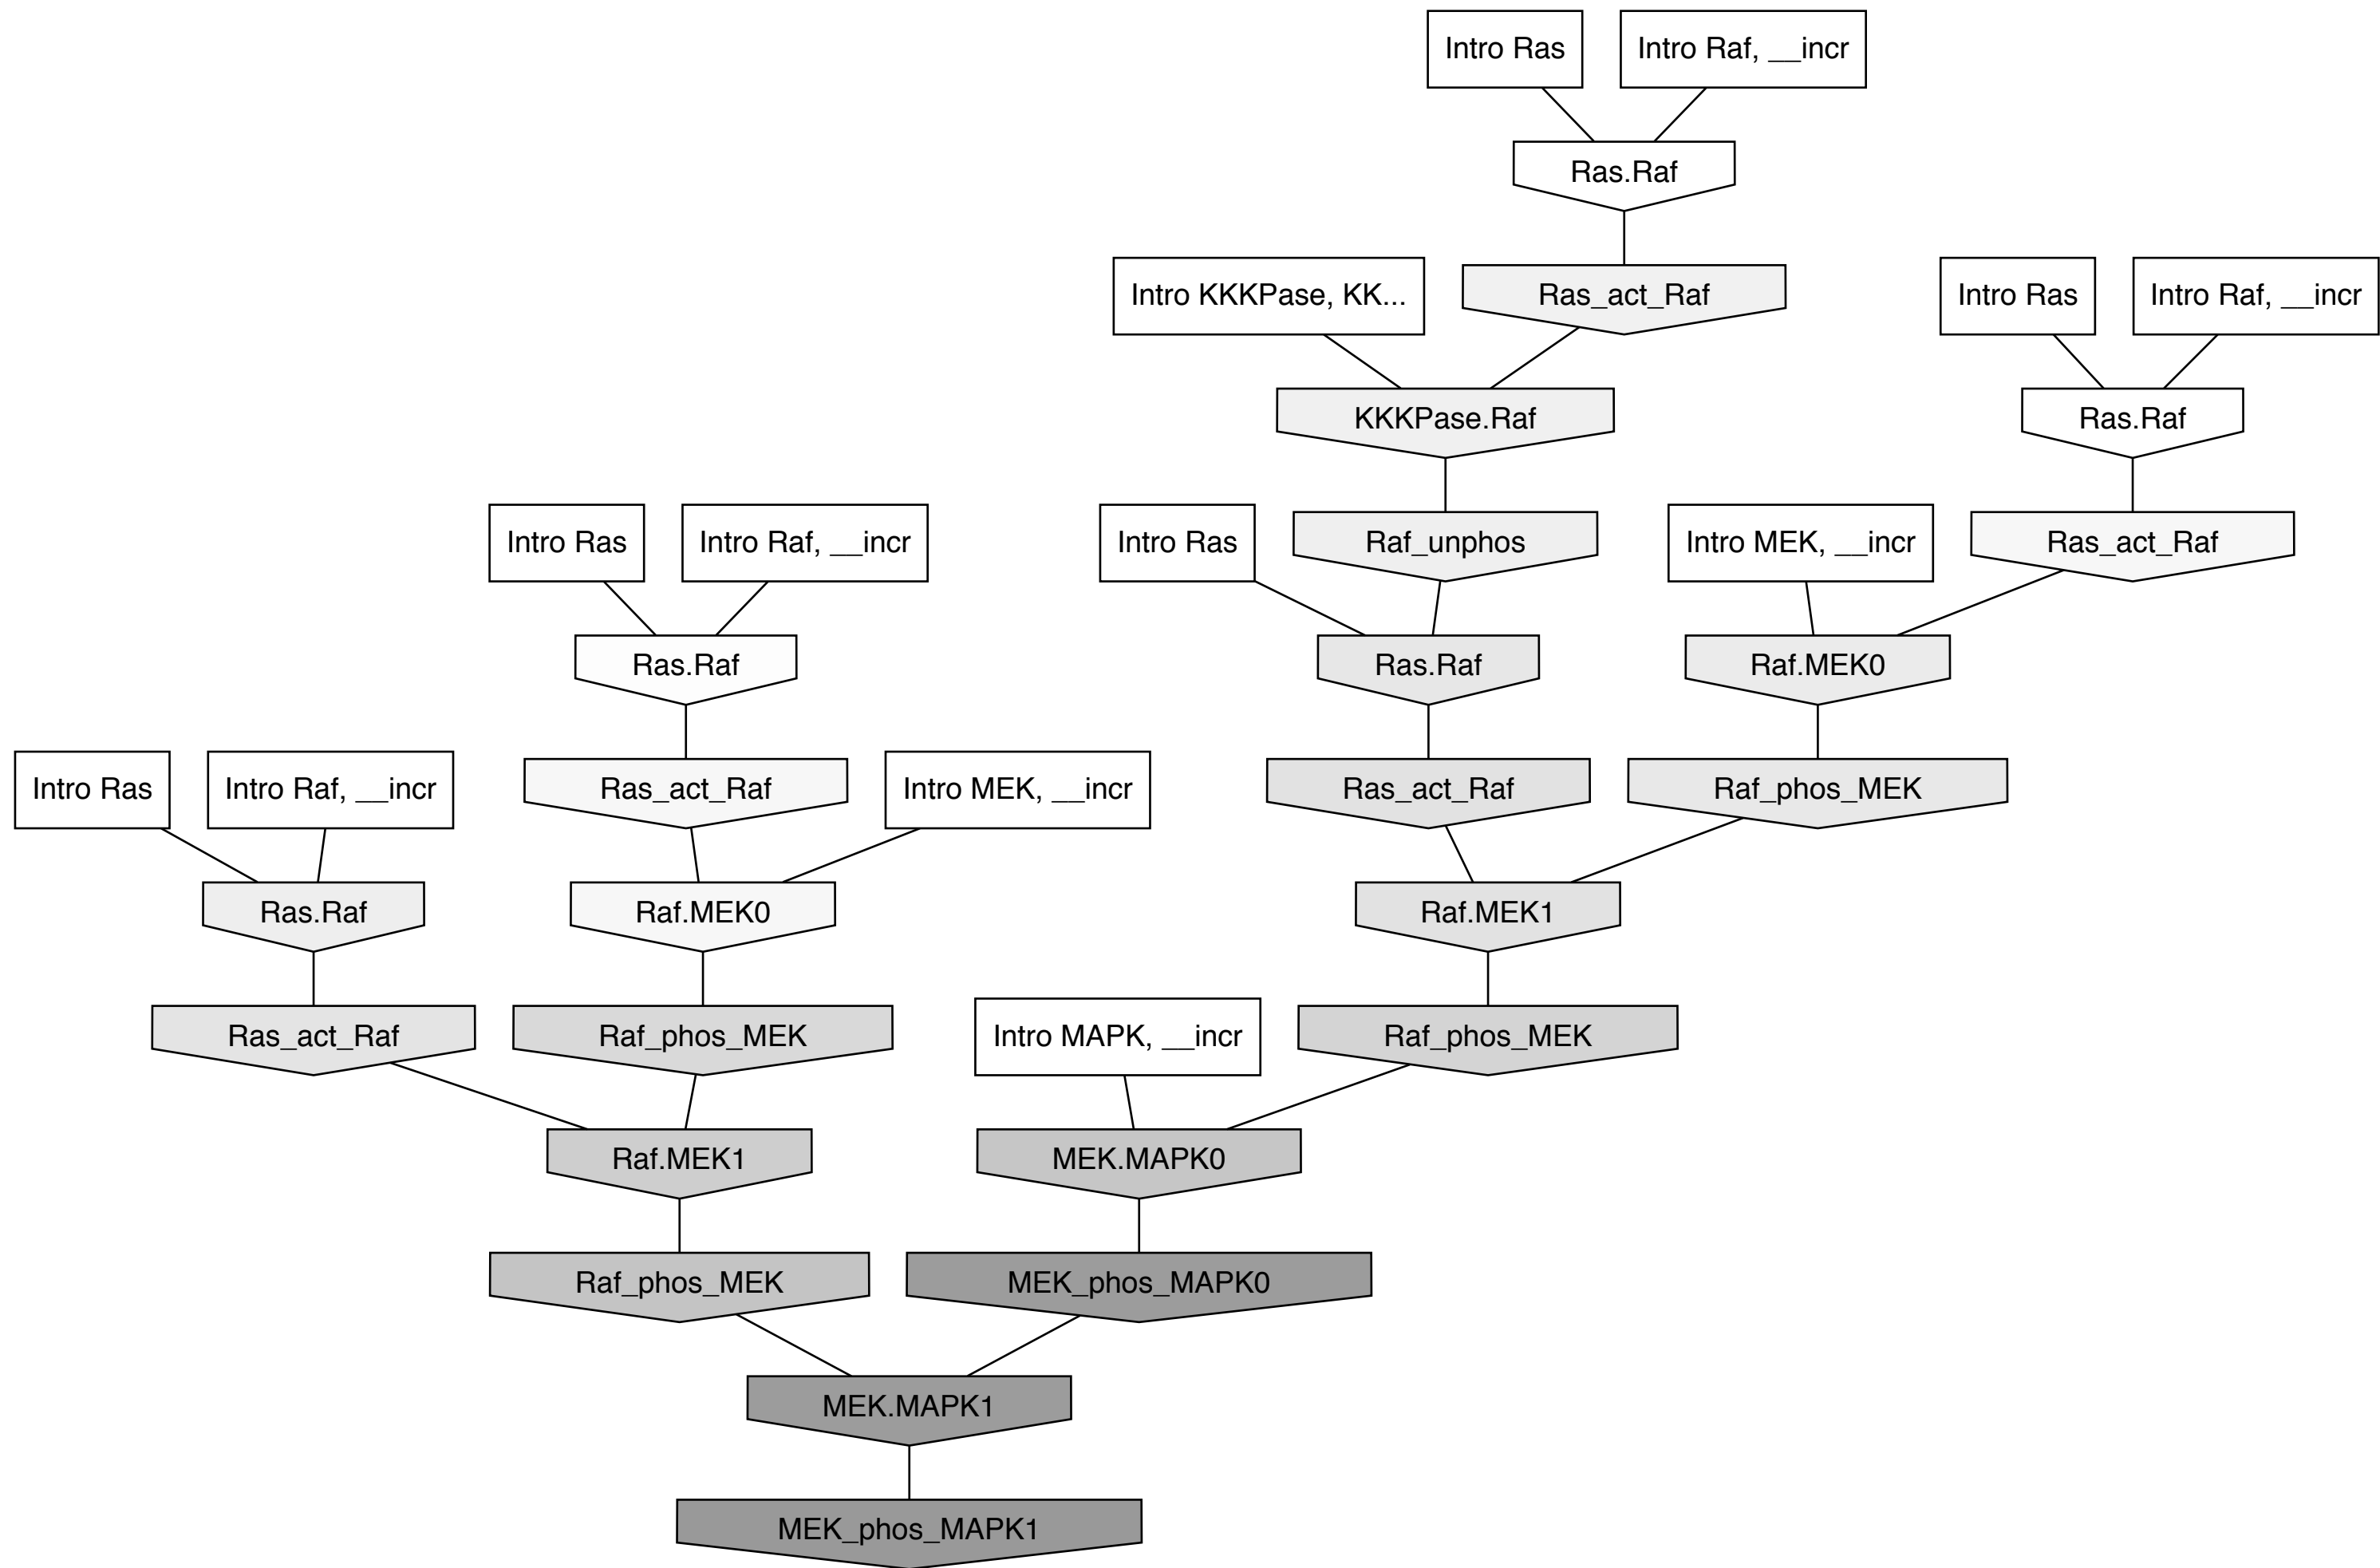 Intro Ras
Intro Raf, __incr
Ras.Raf
Intro KKKPase, KK...
Ras_act_Raf
Intro Ras
Intro Raf, __incr
KKKPase.Raf
Ras.Raf
Intro Ras
Intro Raf, __incr
Intro Ras
Raf_unphos
Intro MEK, __incr
Ras_act_Raf
Ras.Raf
Ras.Raf
Raf.MEK0
Intro Ras
Intro Raf, __incr
Ras_act_Raf
Intro MEK, __incr
Ras_act_Raf
Raf_phos_MEK
Ras.Raf
Raf.MEK0
Raf.MEK1
Ras_act_Raf
Raf_phos_MEK
Intro MAPK, __incr
Raf_phos_MEK
Raf.MEK1
MEK.MAPK0
Raf_phos_MEK
MEK_phos_MAPK0
MEK.MAPK1
MEK_phos_MAPK1